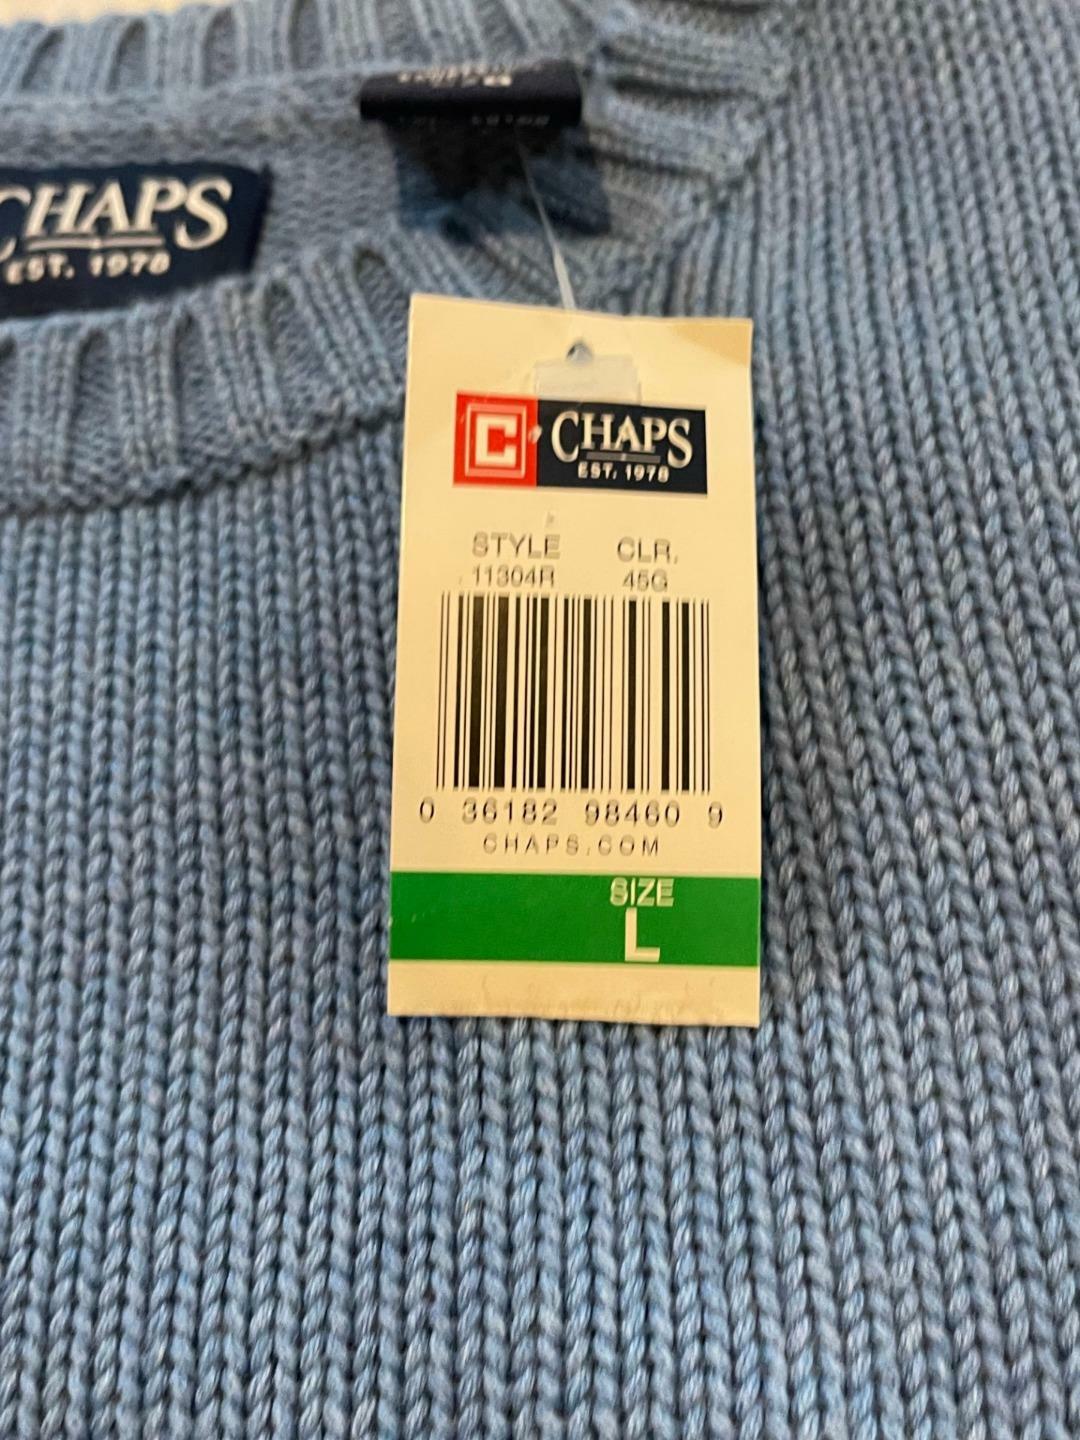 CHAPS
EST. 1978
C CHAPS
EST. 1978
STYLE CLR.
11304R 45G
0 36182 98460 9
CHAPS.COM
SIZE
L